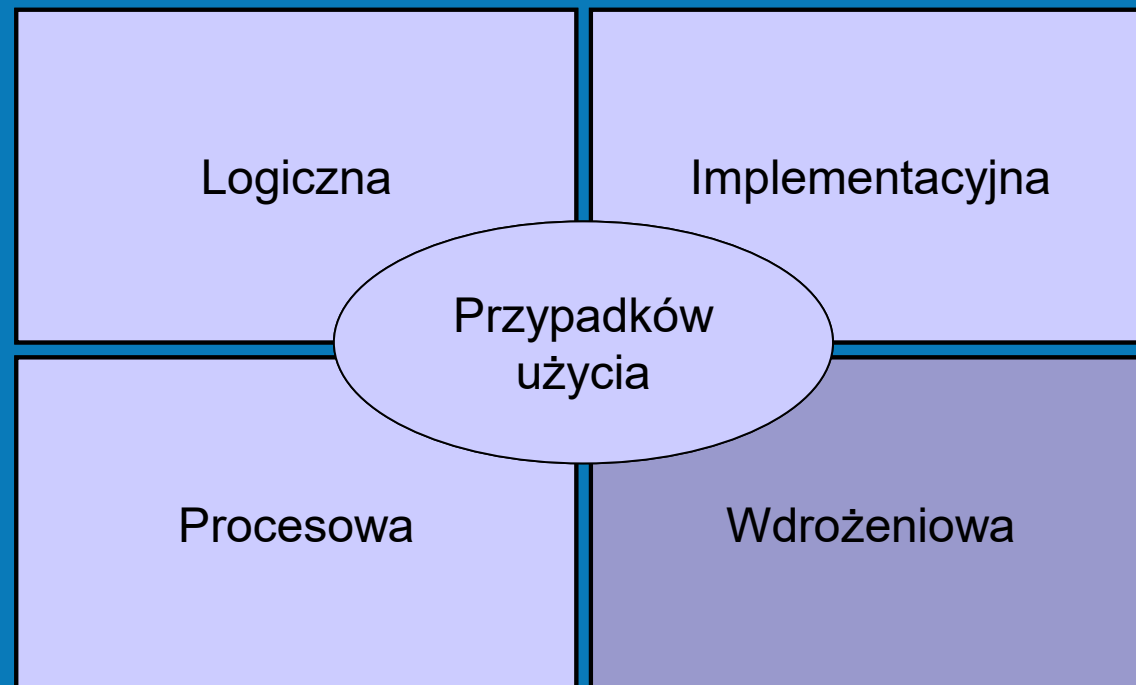 Logiczna
Implementacyjna
Przypadków
użycia
Procesowa
Wdrożeniowa